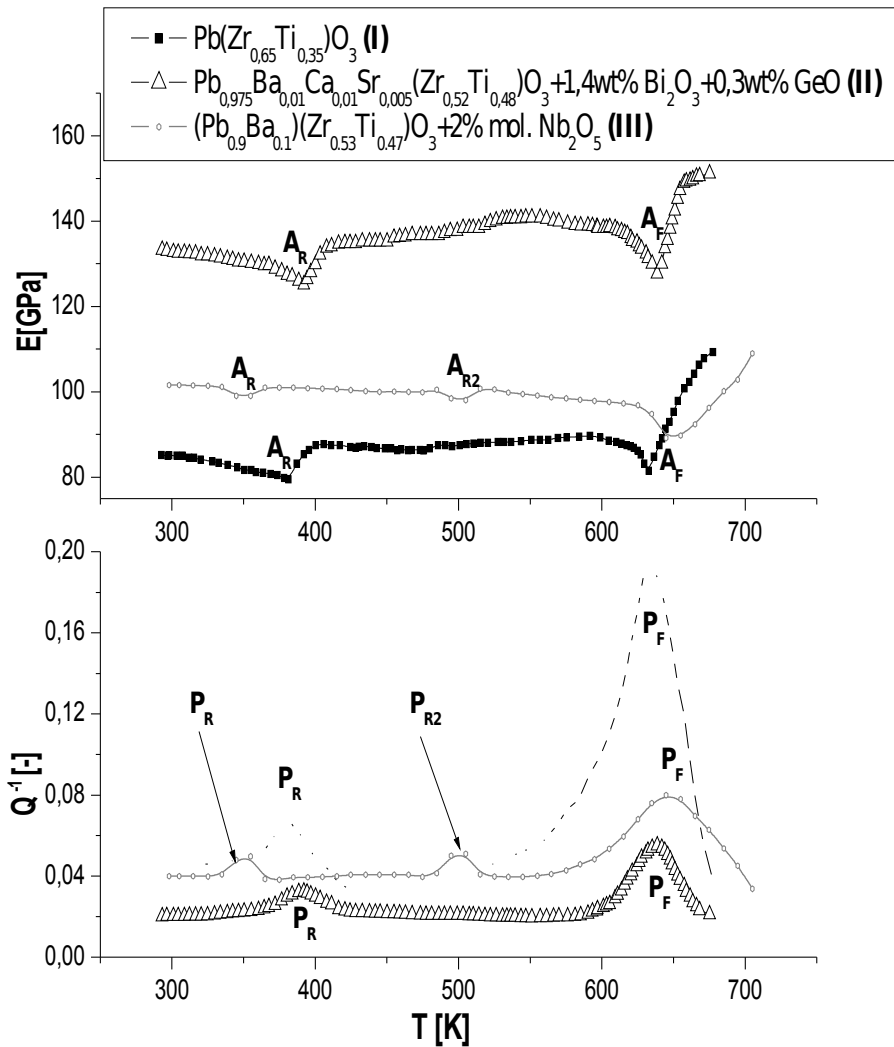 Pb(Zr0,65Ti0,35)O3 (I)
Pb0,975Ba0,01Ca0,01Sr0,005(Zr0,52Ti0,48)O3+1,4wt% Bi2O3+0,3wt% GeO (II)
(Pb0.9Ba0.1)(Zr0.53Ti0.47)O3+2% mol. Nb2O5 (III)
160
140
120
100
80
E[GPa]
AR
AF
AR
AR2
AR
AF
300 400 500 600 700
0,20
0,16
0,12
0,08
0,04
0,00
Q-1 [-]
PF
PR
PR2
PR
PF
PR
PF
300 400 500 600 700
T [K]